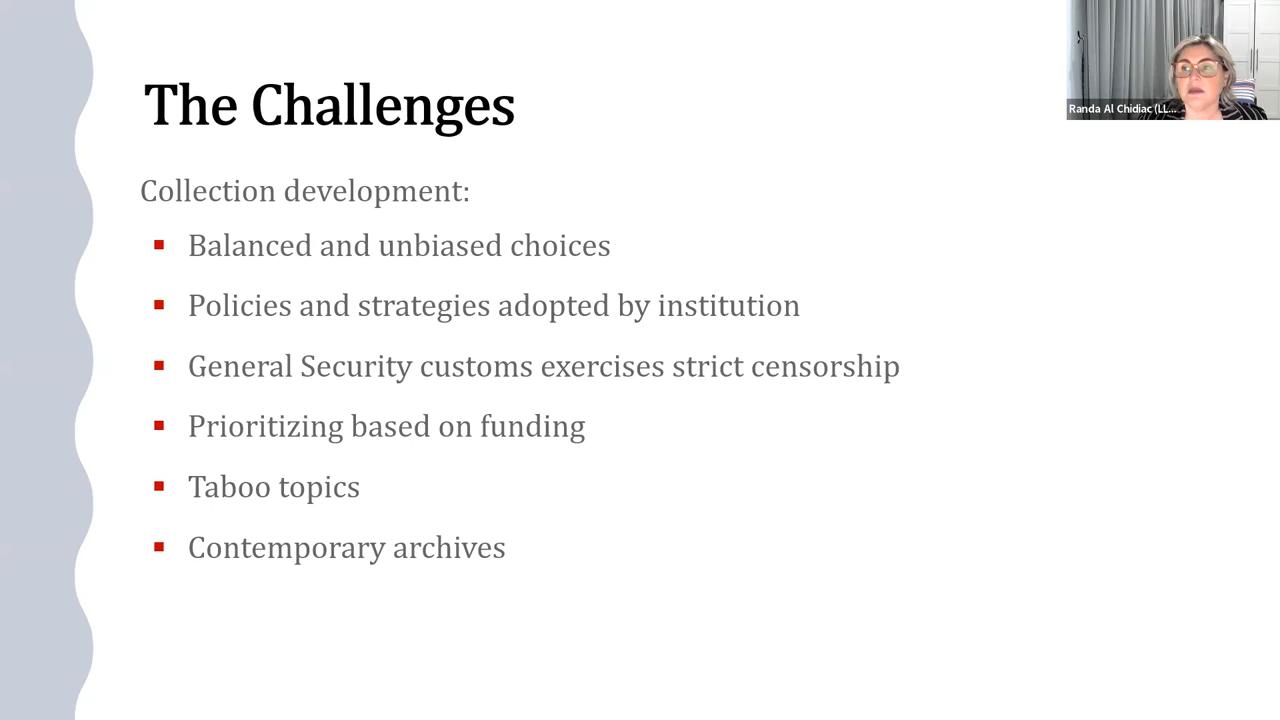 The Challenges
Randa Al Chidiac (LL...
Collection development:
Balanced and unbiased choices
Policies and strategies adopted by institution
General Security customs exercises strict censorship
Prioritizing based on funding
Taboo topics
Contemporary archives